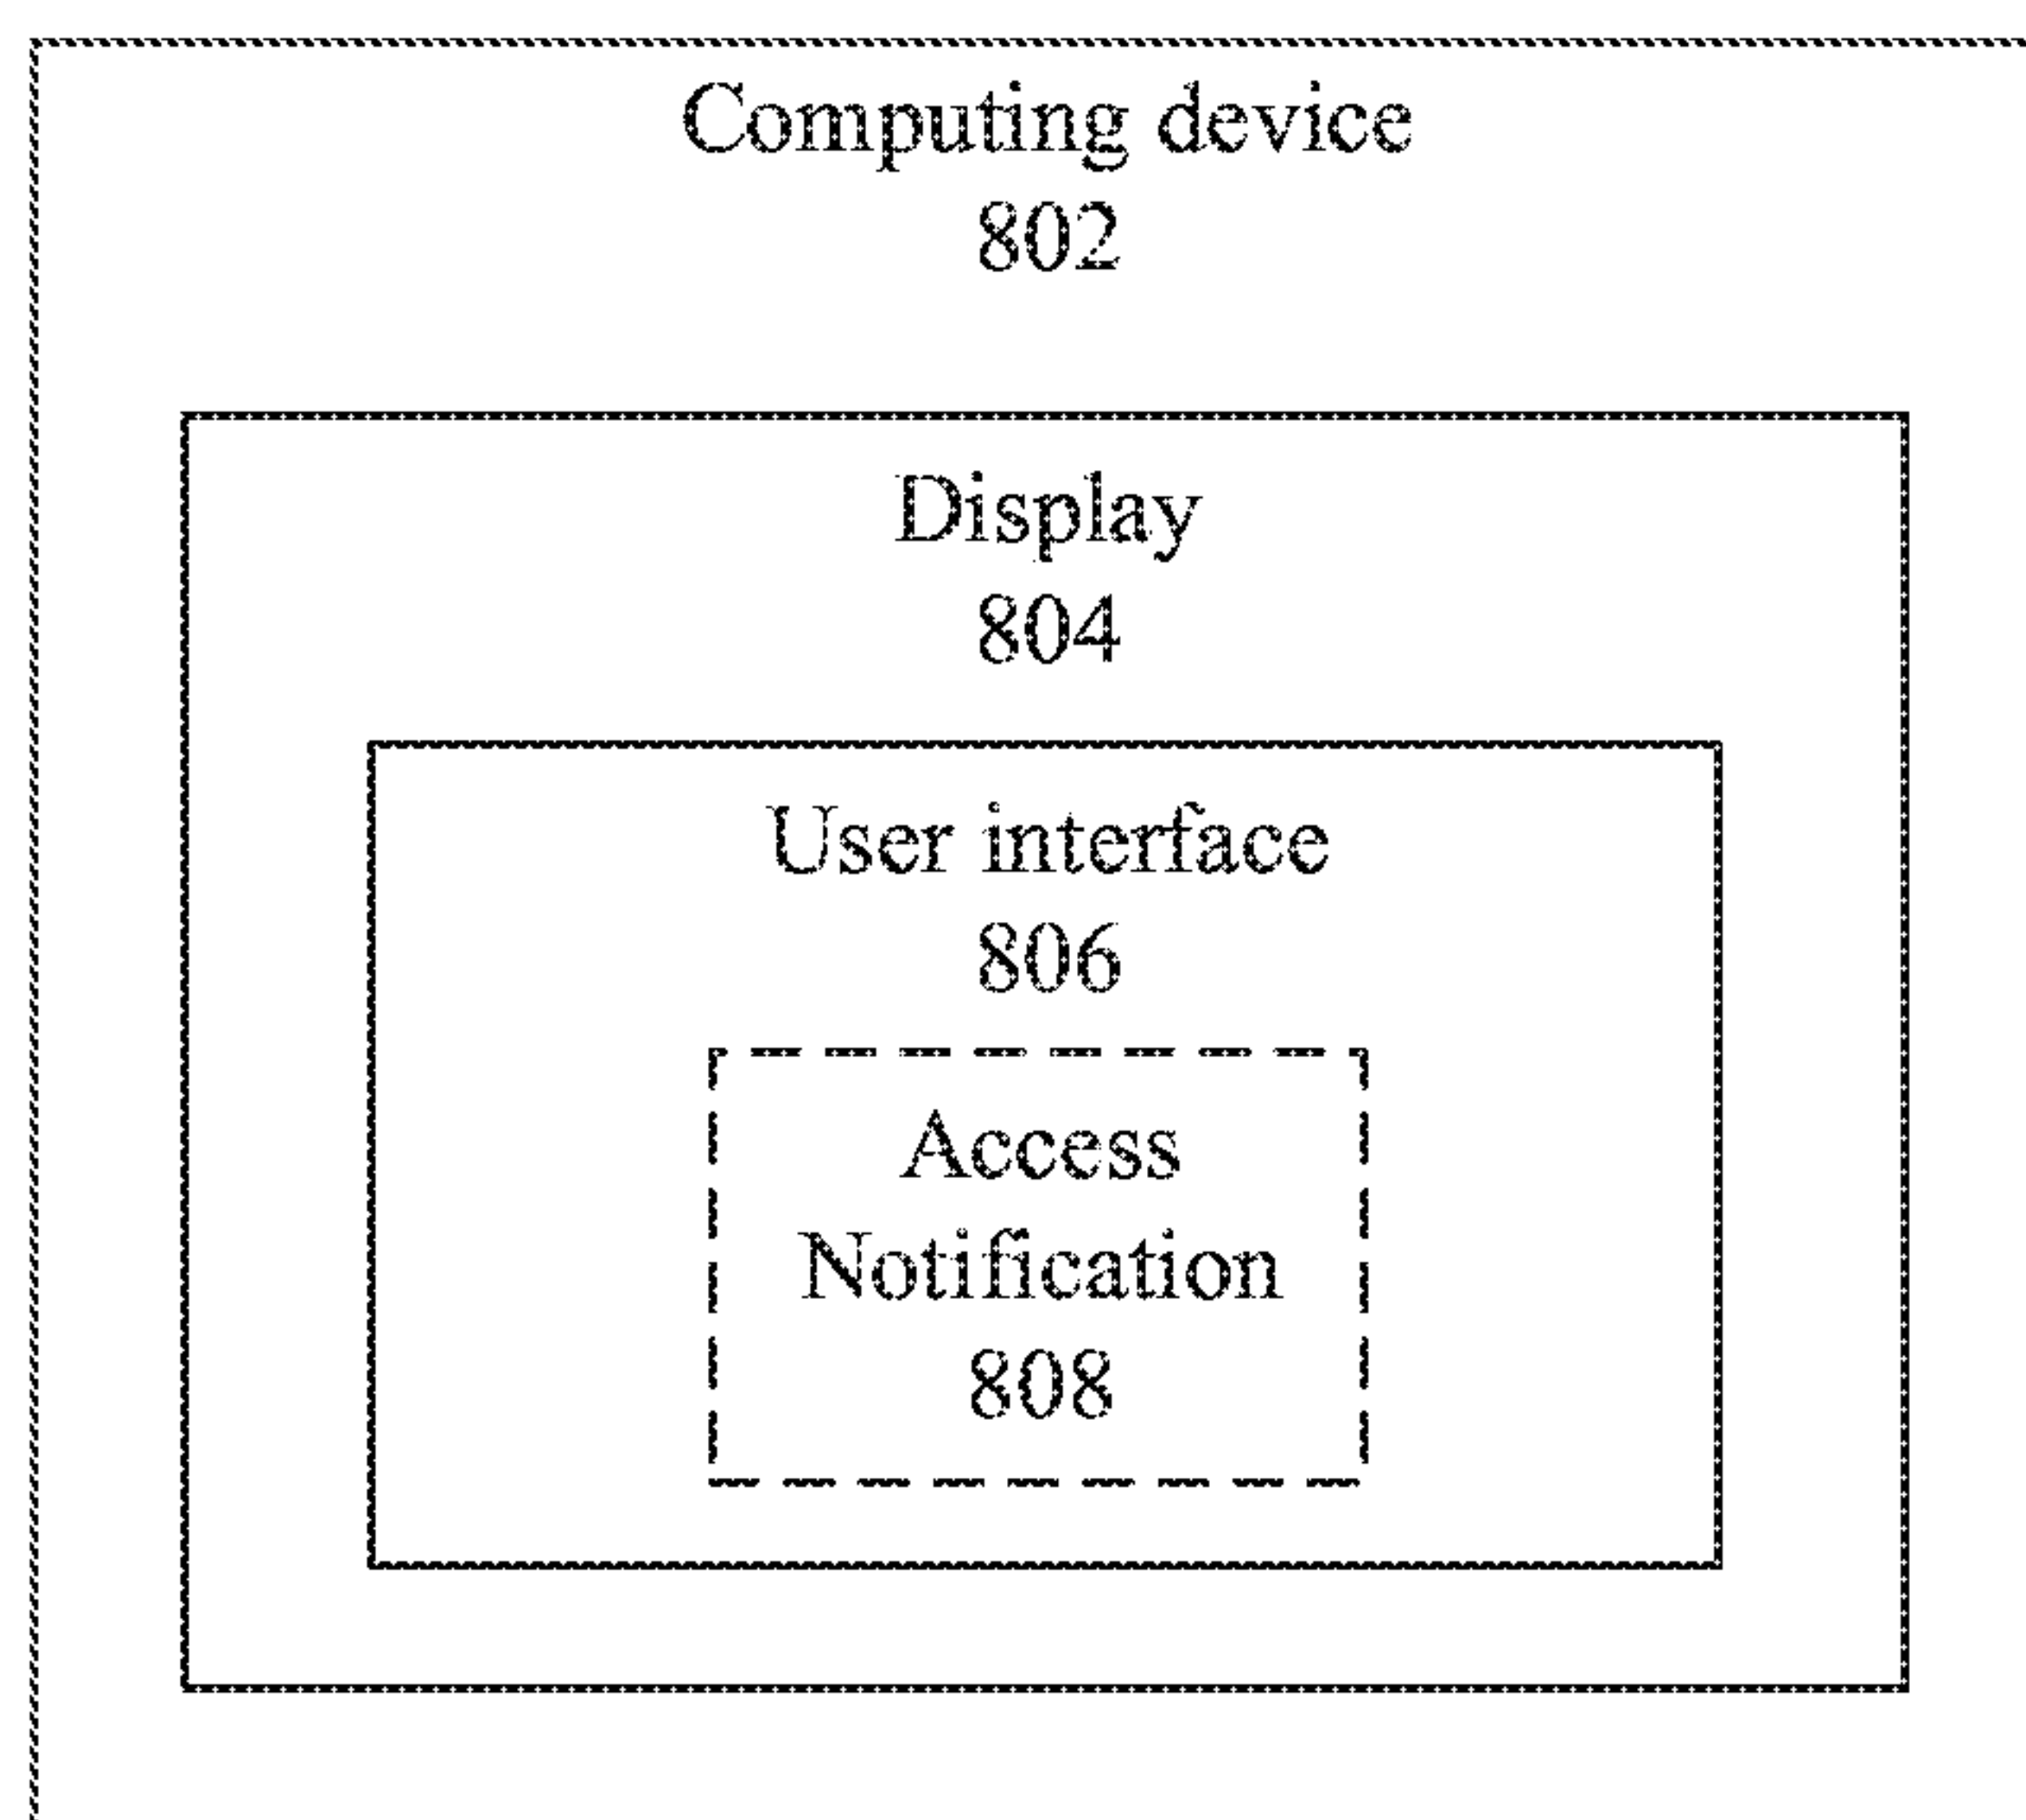 Computing device
802
Display
804
User interface
806
Access
Notification
808